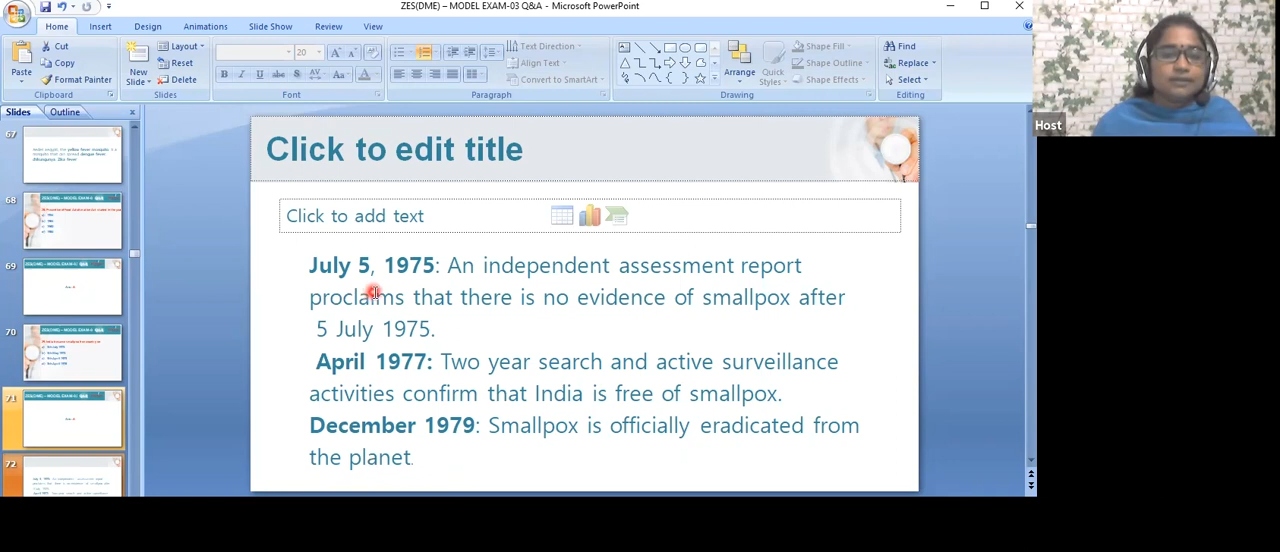 ZES(DME) – MODEL EXAM-03 Q&A - Microsoft PowerPoint
Home Insert Design Animations Slide Show Review View
Cut Layout 20 Text Direction Shape Fill Find
Copy Reset Align Text Shape Outline Replace
Paste Format Painter New Slide Delete B I U S AV Aa A Convert to SmartArt Arrange Quick Styles Shape Effects Select
Clipboard Slides Font Paragraph Drawing Editing
Slides Outline
67
68
69
70
71
72
Click to edit title
Click to add text
July 5, 1975: An independent assessment report
proclaims that there is no evidence of smallpox after
5 July 1975.
April 1977: Two year search and active surveillance
activities confirm that India is free of smallpox.
December 1979: Smallpox is officially eradicated from
the planet.
Host